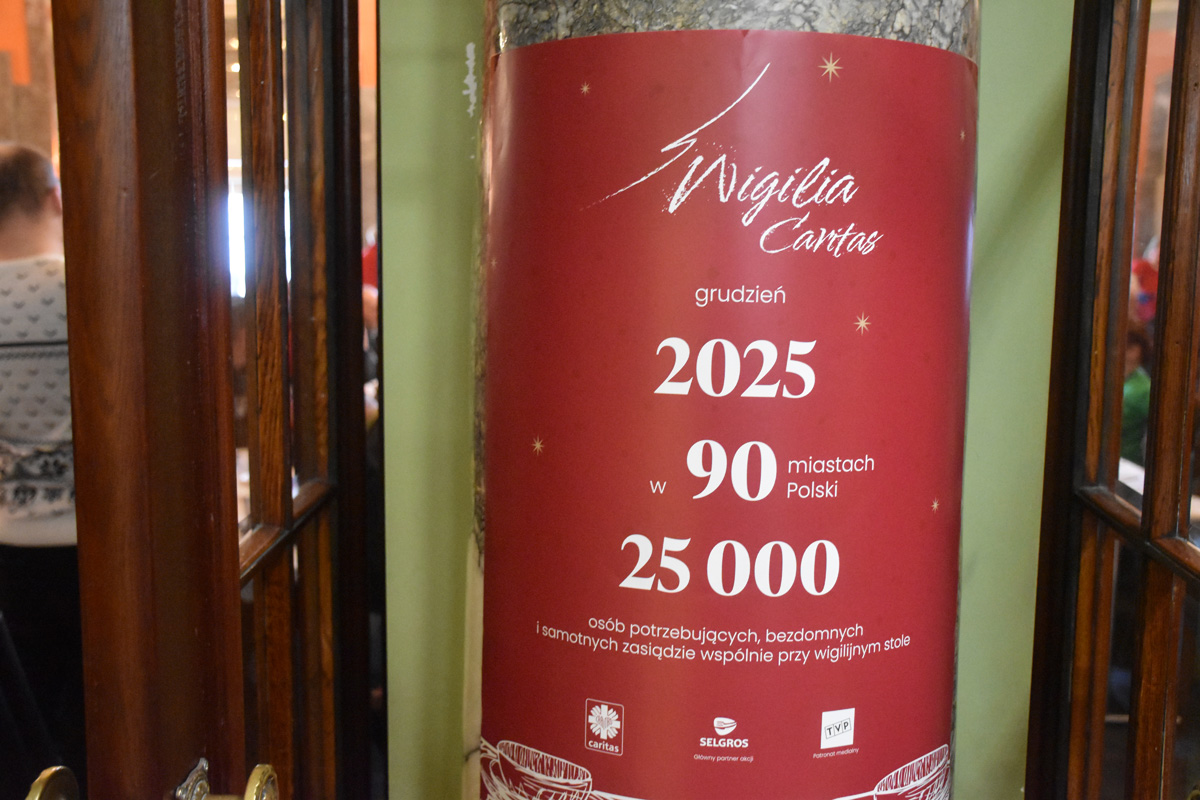 Wigilia
Caritas
grudzień
2025
w 90 miastach
Polski
25 000
osób potrzebujących, bezdomnych
i samotnych zasiądzie wspólnie przy wigilijnym stole
caritas
SELGROS
Główny partner akcji
TVP
Patronat medialny